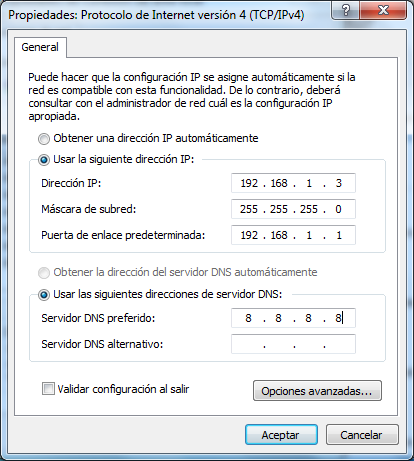 Propiedades: Protocolo de Internet versión 4 (TCP/IPv4)
General
Puede hacer que la configuración IP se asigne automáticamente si la
red es compatible con esta funcionalidad. De lo contrario, deberá
consultar con el administrador de red cuál es la configuración IP
apropiada.
Obtener una dirección IP automáticamente
Usar la siguiente dirección IP:
Dirección IP: 192 . 168 . 1 . 3
Máscara de subred: 255 . 255 . 255 . 0
Puerta de enlace predeterminada: 192 . 168 . 1 . 1
Obtener la dirección del servidor DNS automáticamente
Usar las siguientes direcciones de servidor DNS:
Servidor DNS preferido: 8 . 8 . 8 . 8
Servidor DNS alternativo: . . .
Validar configuración al salir
Opciones avanzadas...
Aceptar Cancelar